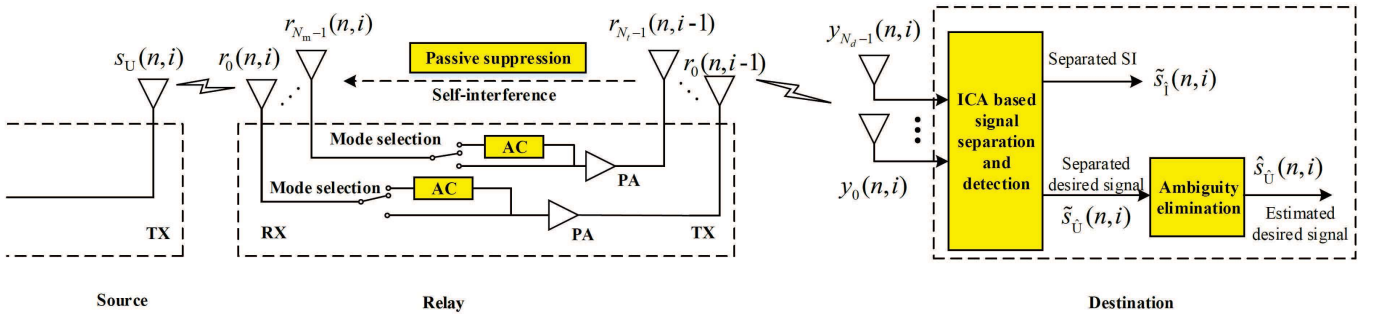 s_U(n,i)
r_0(n,i)
r_{N_m-1}(n,i)
Passive suppression
Self-interference
r_{N_t-1}(n,i-1)
r_0(n,i-1)
Mode selection
AC
PA
Mode selection
AC
PA
TX
RX
TX
y_{N_d-1}(n,i)
y_0(n,i)
ICA based
signal
separation
and
detection
Separated SI
s̃_Î(n,i)
Separated
desired signal
s̃_Û(n,i)
Ambiguity
elimination
ŝ_Û(n,i)
Estimated
desired signal
Source
Relay
Destination